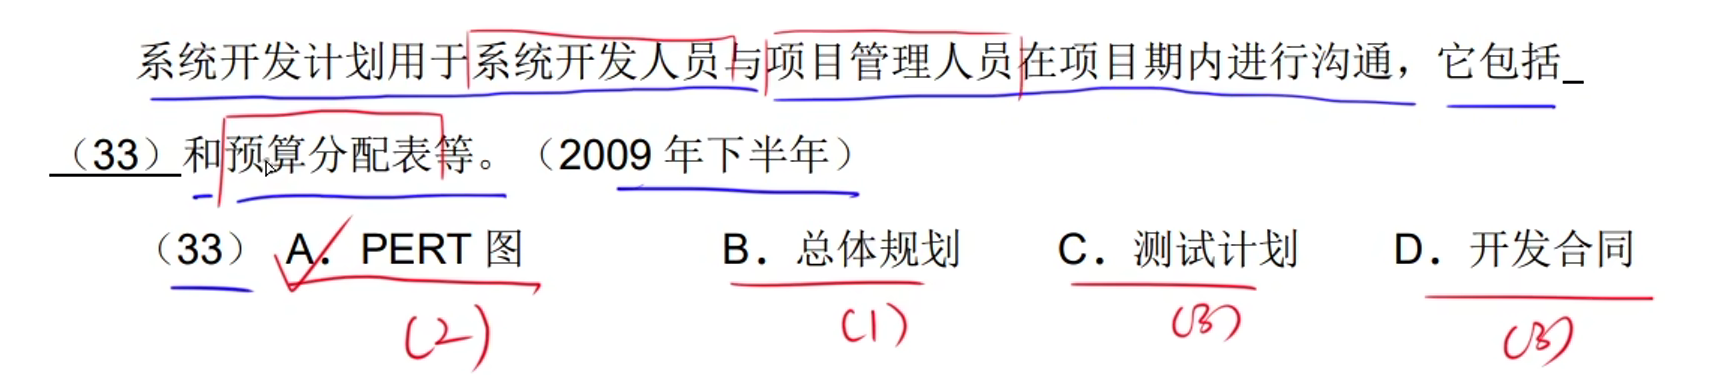 系统开发计划用于系统开发人员与项目管理人员在项目期内进行沟通，它包括_
（33）和预算分配表等。（2009 年下半年）
（33） A． PERT 图 B．总体规划 C．测试计划 D．开发合同
(2) (1) (3) (3)